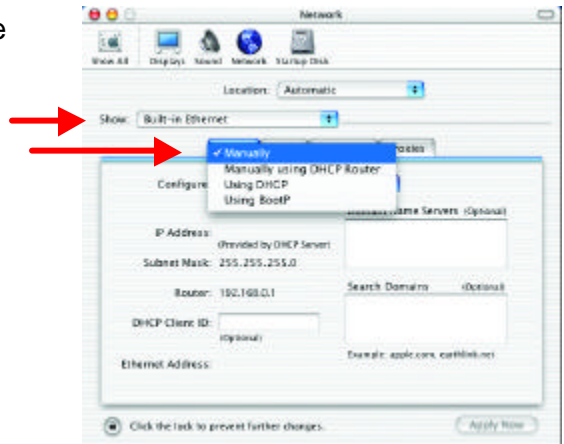 e
Network
Show All Displays Sound Network Startup Disk
Location: Automatic
Show: Built-in Ethernet
Proxies
✓ Manually
Manually using DHCP Router
Using DHCP
Using BootP
Configure
Domain Name Servers (Optional)
IP Address:
(Provided by DHCP Server)
Subnet Mask: 255.255.255.0
Router: 192.168.0.1
Search Domains (Optional)
DHCP Client ID:
(Optional)
Example: apple.com, earthlink.net
Ethernet Address:
Click the lock to prevent further changes.
Apply Now